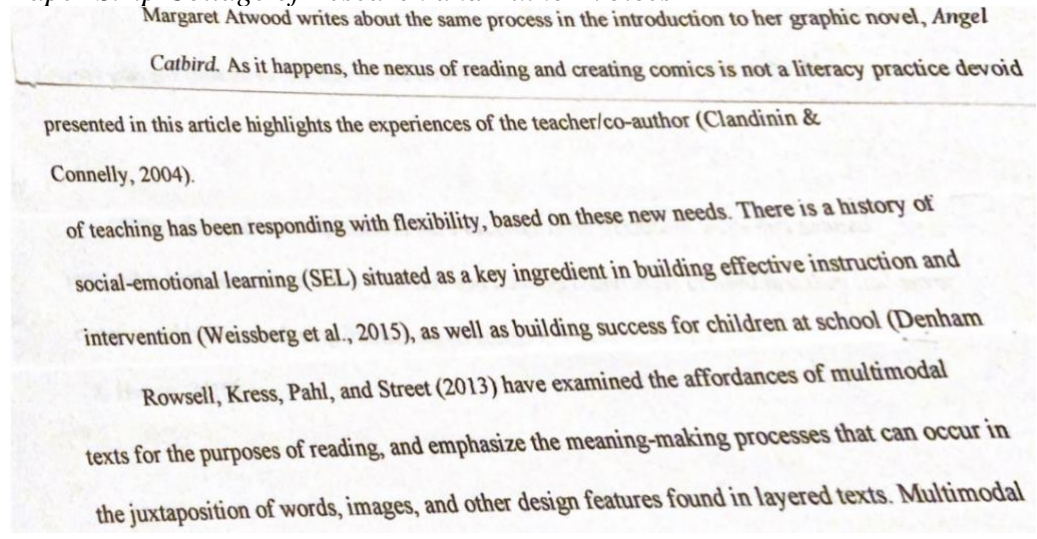 Margaret Atwood writes about the same process in the introduction to her graphic novel, Angel
Catbird. As it happens, the nexus of reading and creating comics is not a literacy practice devoid
presented in this article highlights the experiences of the teacher/co-author (Clandinin &
Connelly, 2004).
of teaching has been responding with flexibility, based on these new needs. There is a history of
social-emotional learning (SEL) situated as a key ingredient in building effective instruction and
intervention (Weissberg et al., 2015), as well as building success for children at school (Denham
Rowsell, Kress, Pahl, and Street (2013) have examined the affordances of multimodal
texts for the purposes of reading, and emphasize the meaning-making processes that can occur in
the juxtaposition of words, images, and other design features found in layered texts. Multimodal